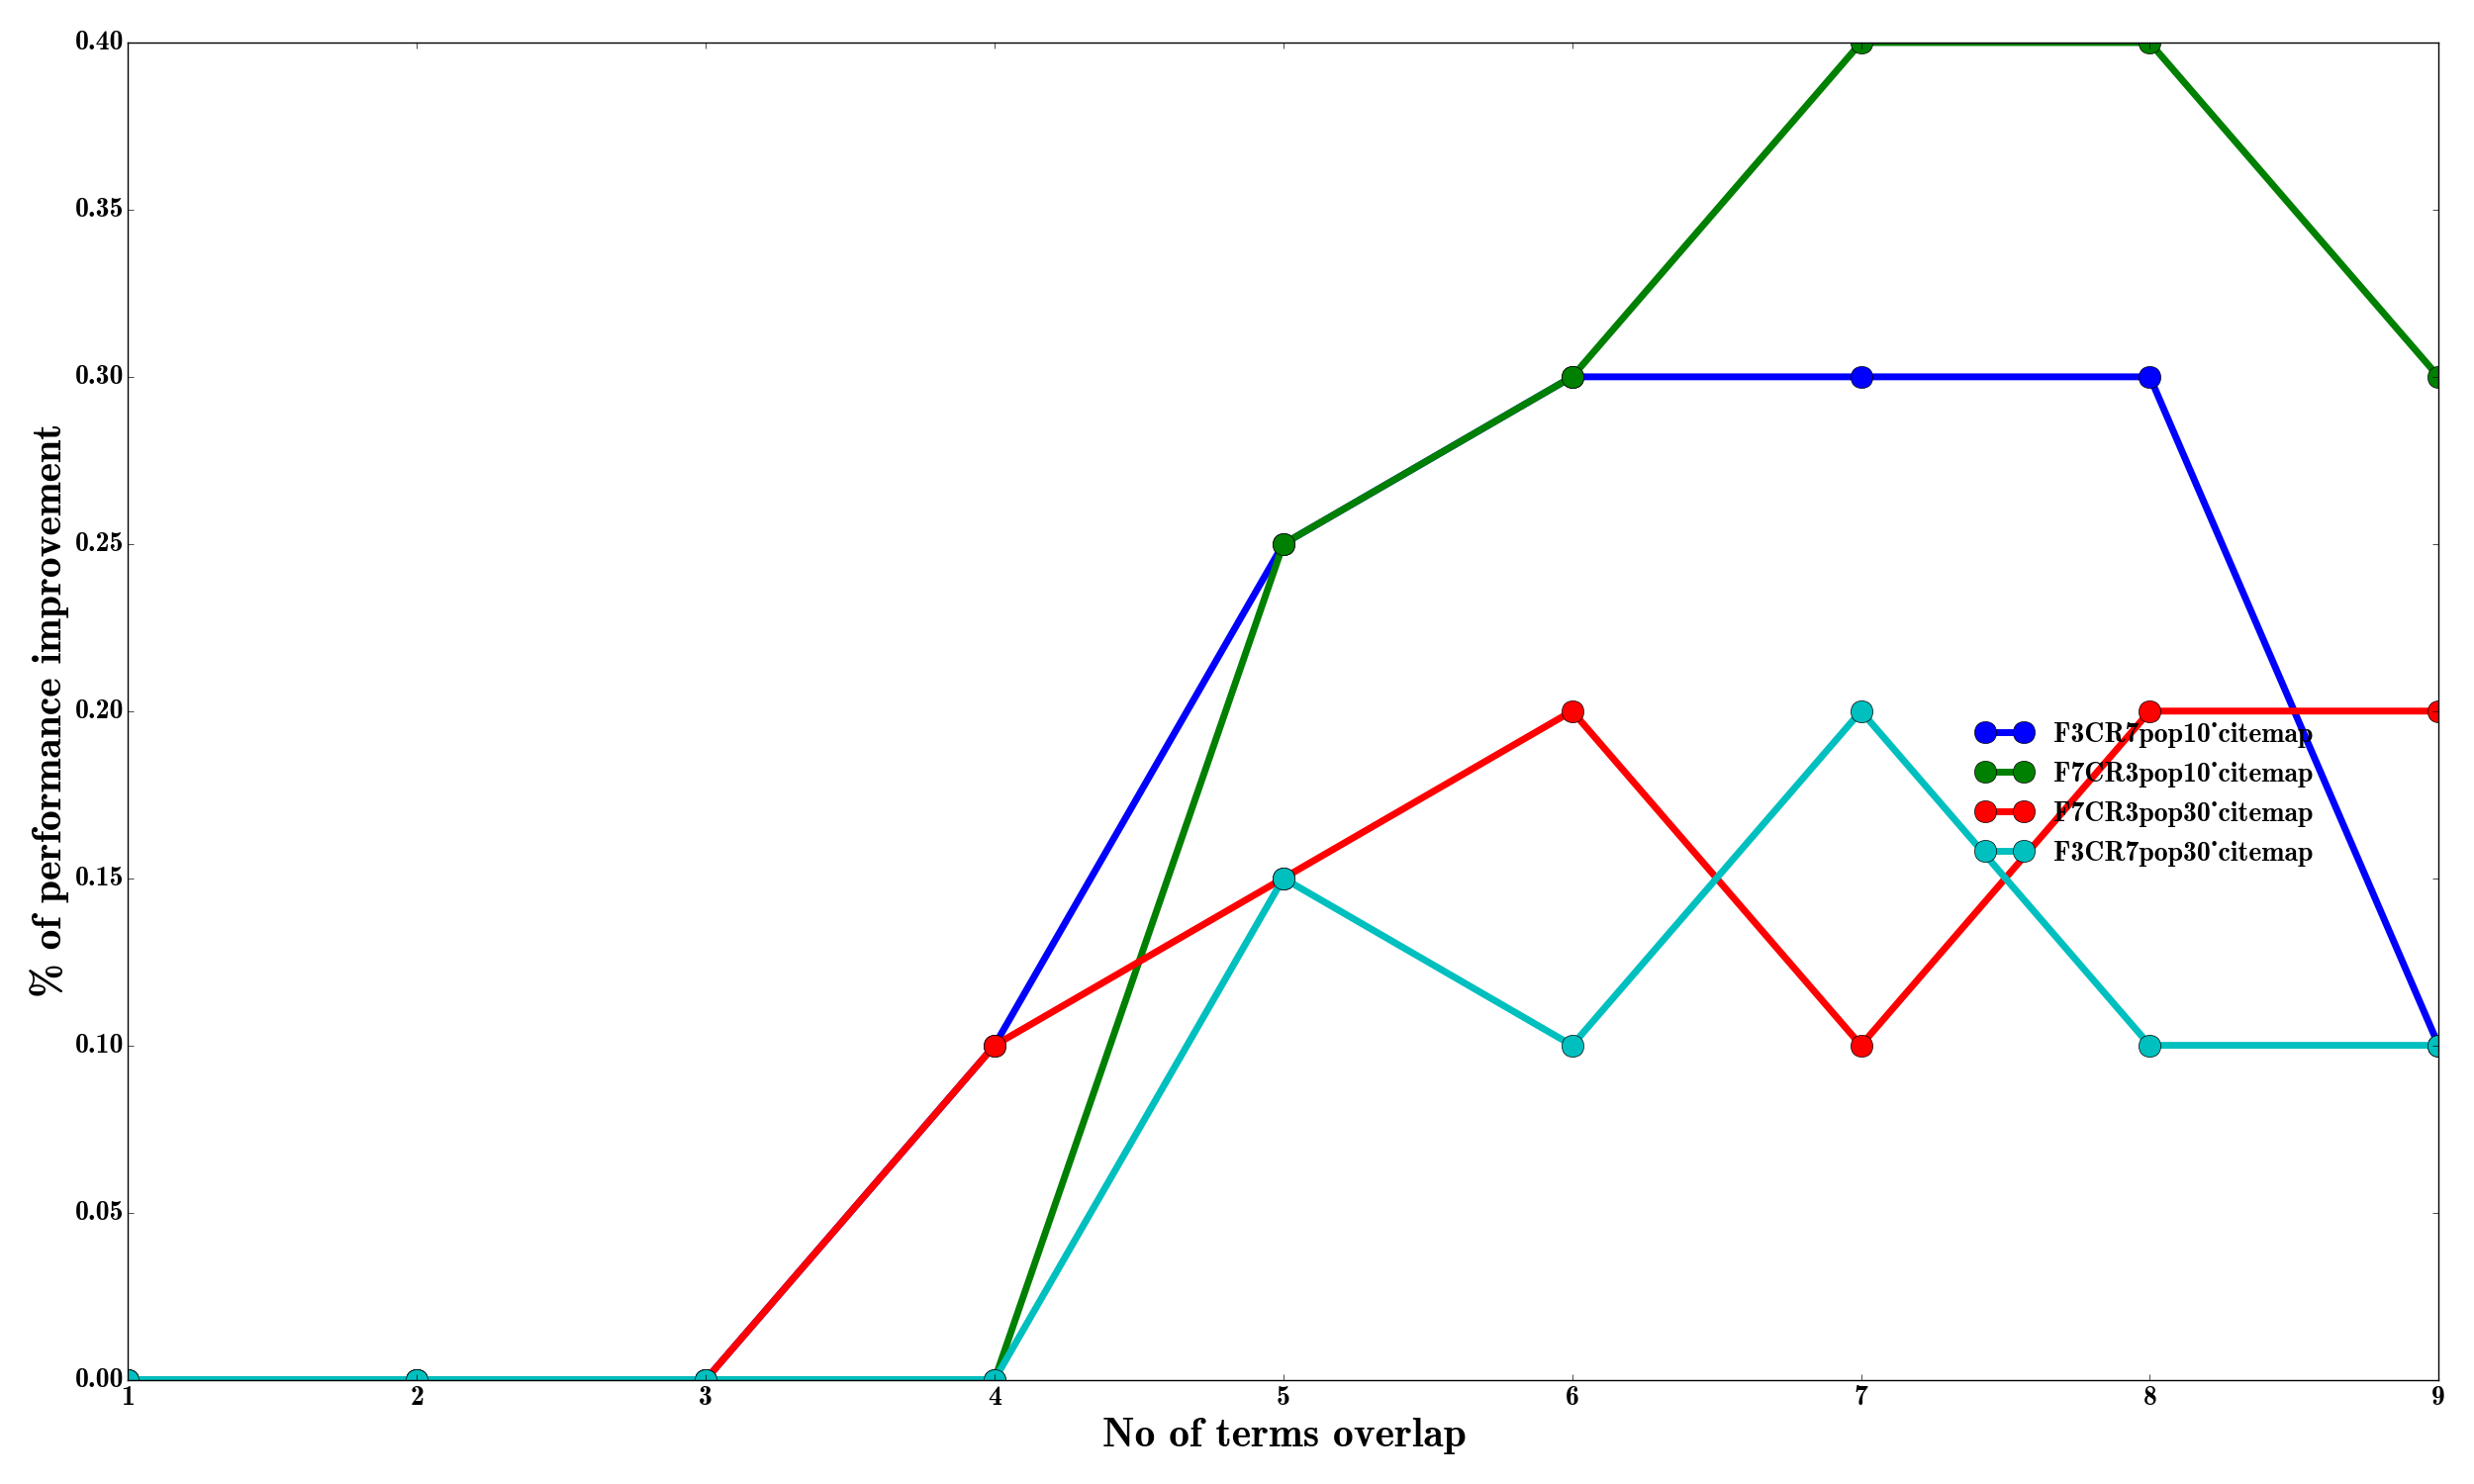 % of performance improvement
0.40
0.35
0.30
0.25
0.20
0.15
0.10
0.05
0.00
F3CR7pop10˙citemap
F7CR3pop10˙citemap
F7CR3pop30˙citemap
F3CR7pop30˙citemap
1 2 3 4 5 6 7 8 9
No of terms overlap